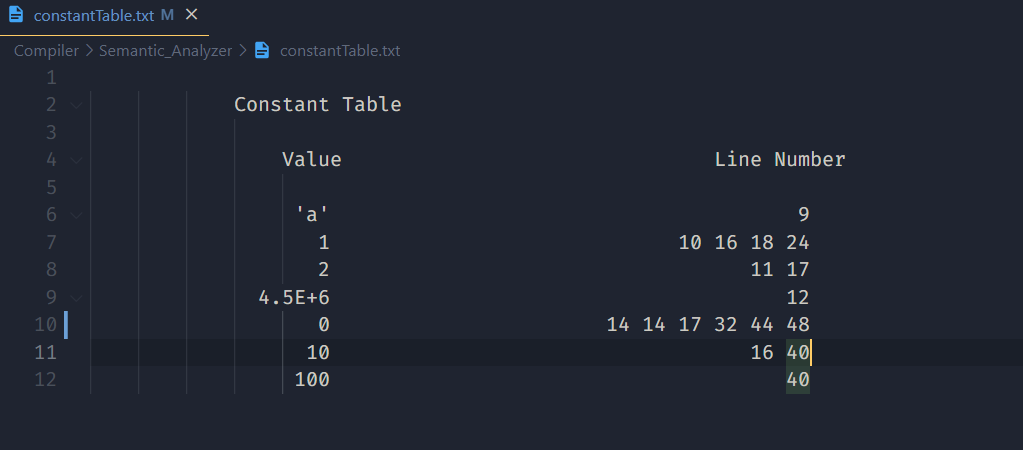 constantTable.txt M ×
Compiler > Semantic_Analyzer > constantTable.txt
1
2 Constant Table
3
4 Value Line Number
5
6 'a' 9
7 1 10 16 18 24
8 2 11 17
9 4.5E+6 12
10 0 14 14 17 32 44 48
11 10 16 40
12 100 40